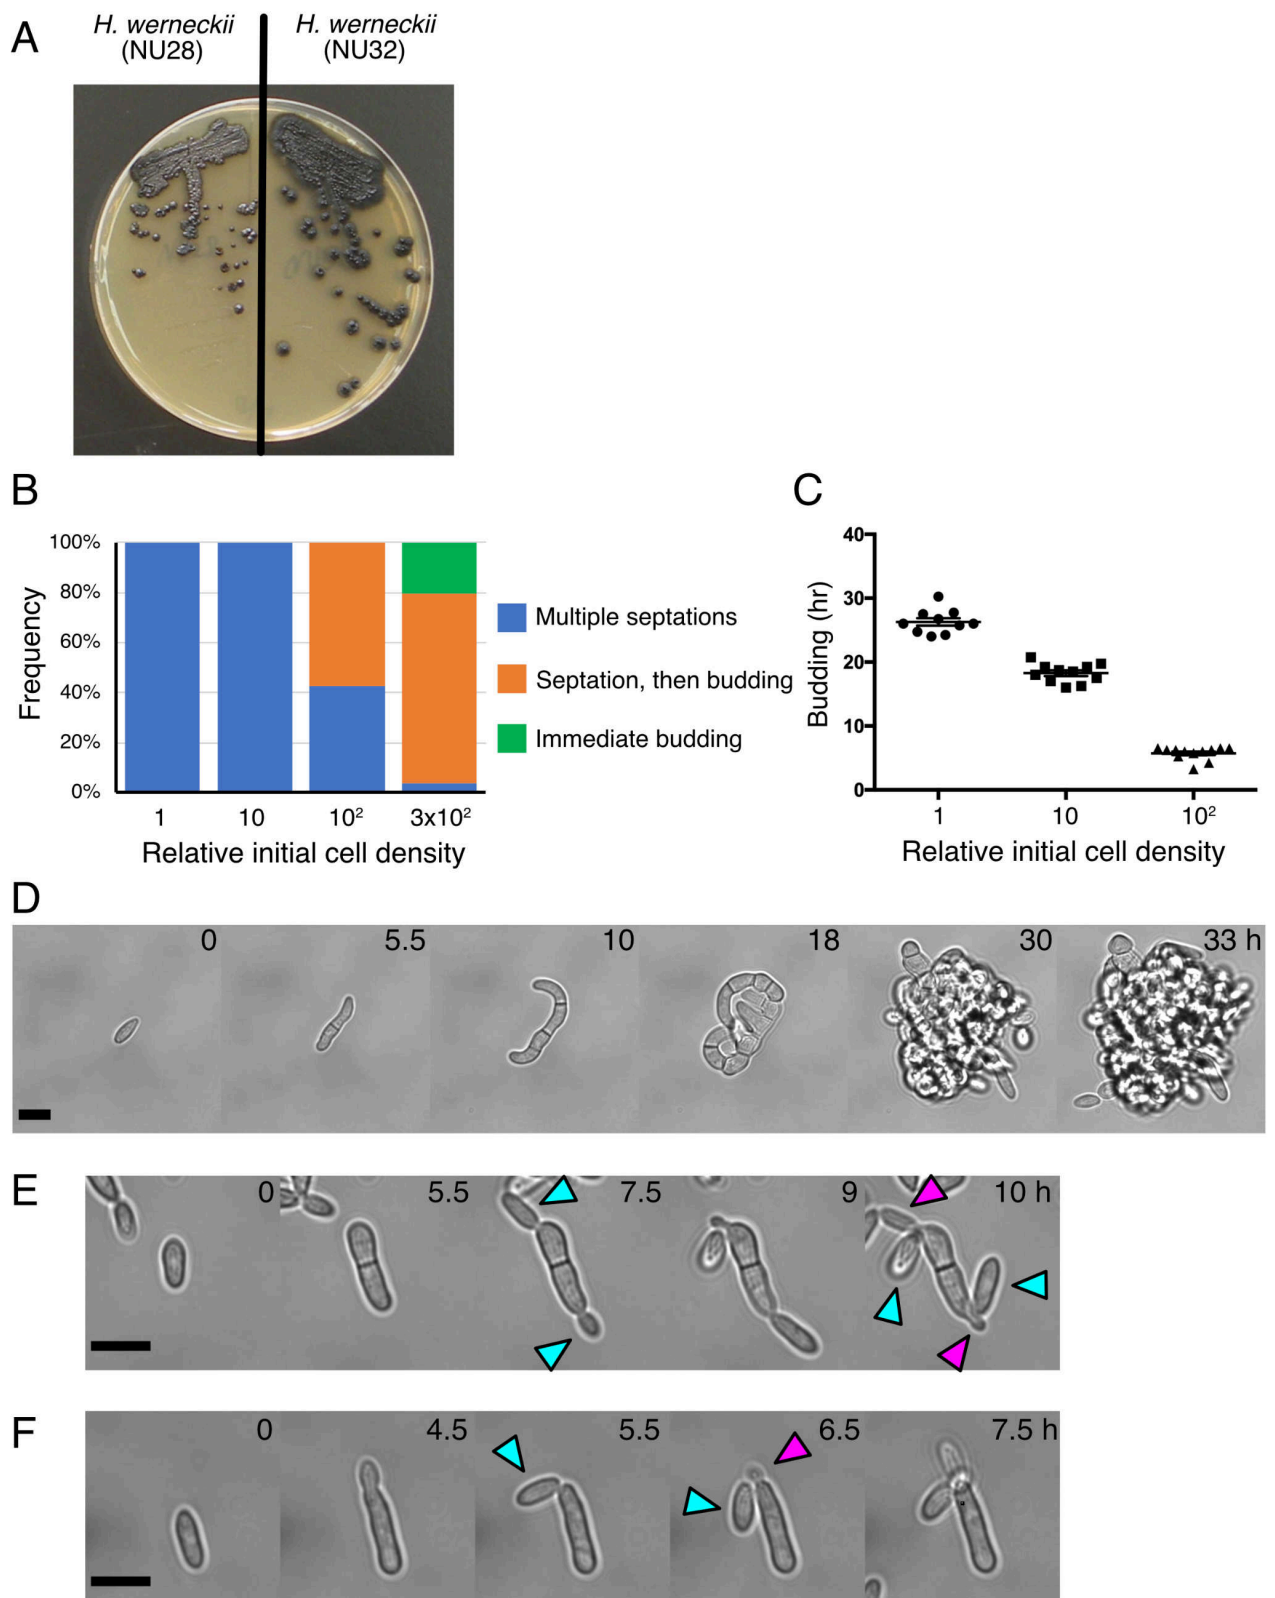 A
H. werneckii
(NU28)
H. werneckii
(NU32)
B
Frequency
100%
80%
60%
40%
20%
0%
1
10
10²
3x10²
Relative initial cell density
Multiple septations
Septation, then budding
Immediate budding
C
Budding (hr)
40
30
20
10
0
1
10
10²
Relative initial cell density
D
0
5.5
10
18
30
33 h
E
0
5.5
7.5
9
10 h
F
0
4.5
5.5
6.5
7.5 h